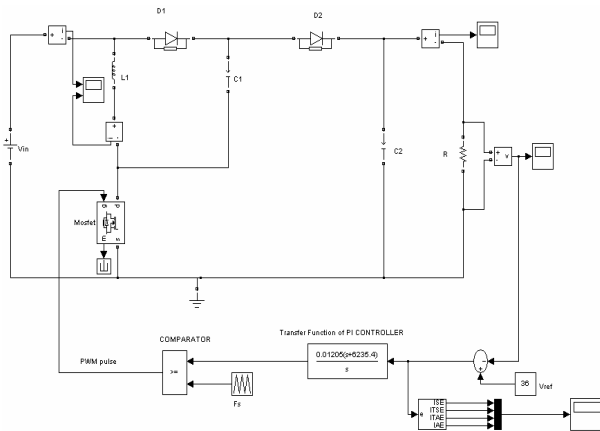 D1
D2
+
i
-
+
i
-
L1
C1
+
-
+
Vin
C2
R
+
-
v
g
D
Mosfet
E
S
Transfer Function of PI CONTROLLER
COMPARATOR
PWM pulse
>=
0.01205(s+6235.4)
s
-
+
36
Vref
Fs
e
ISE
ITSE
ITAE
IAE